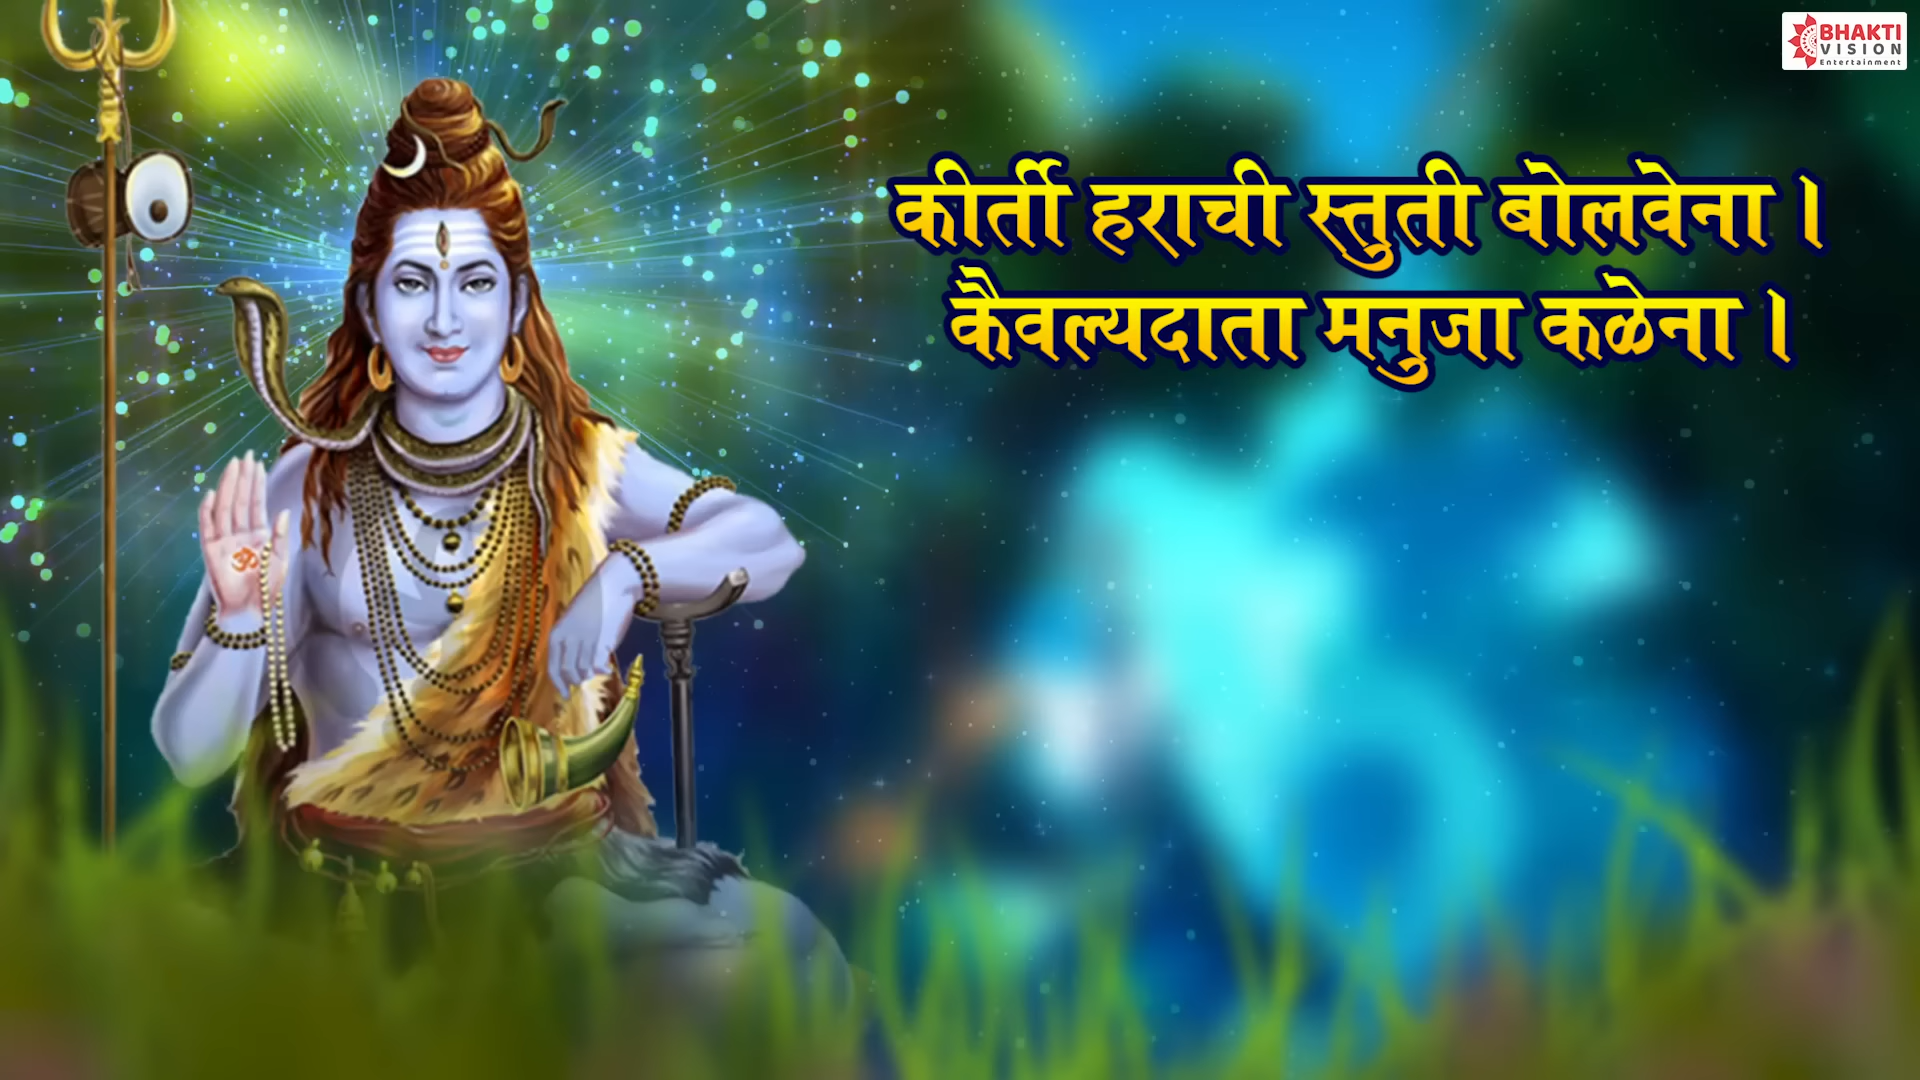 BHAKTI
VISION
Entertainment
कीर्ती हराची स्तुती बोलवेना ।
कैवल्यदाता मनुजा कळेना ।
ॐ